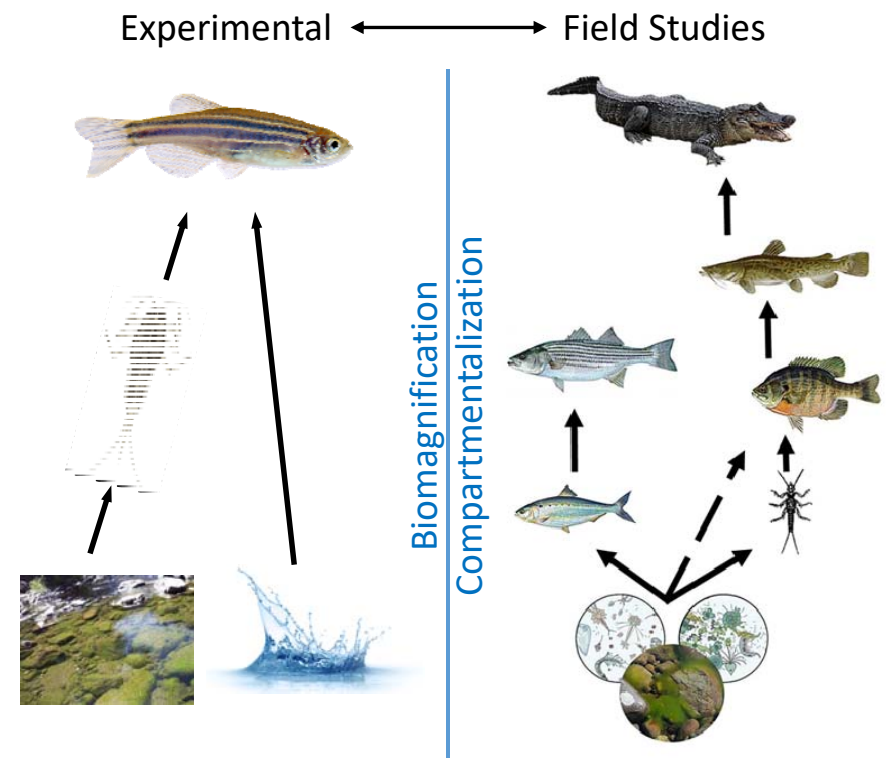 Experimental
Field Studies
Biomagnification
Compartmentalization